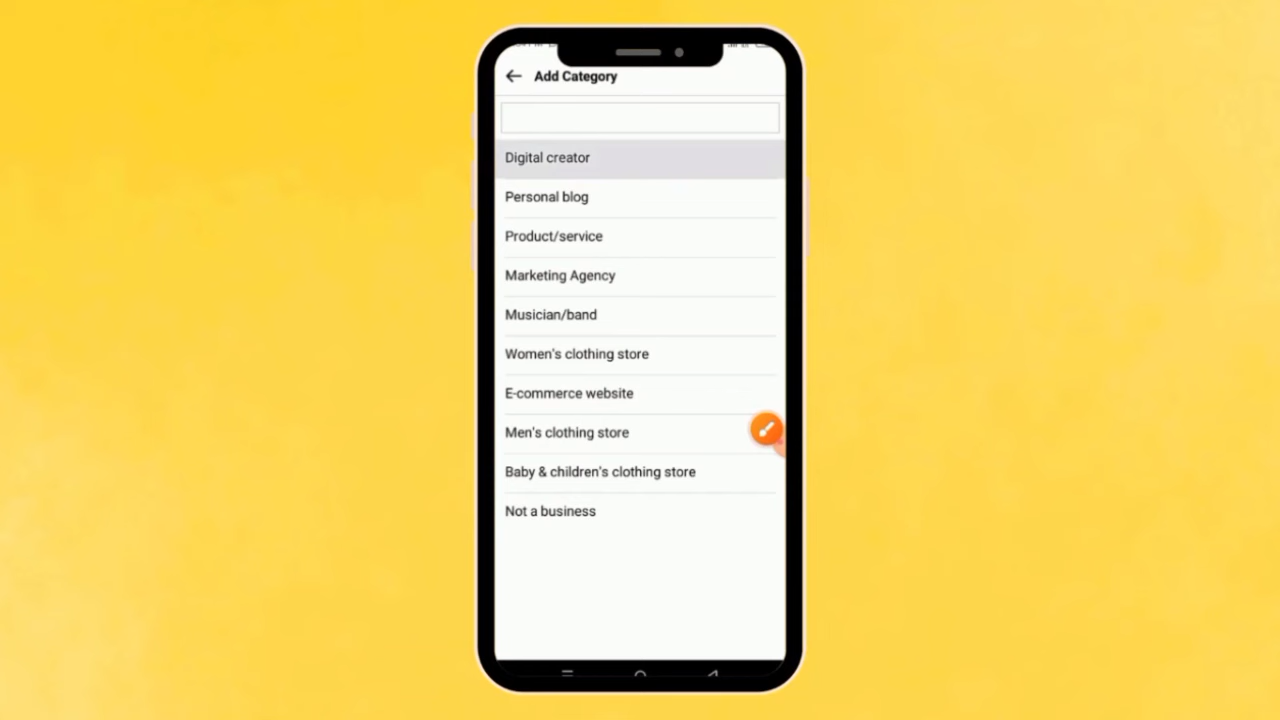 Add Category
Digital creator
Personal blog
Product/service
Marketing Agency
Musician/band
Women's clothing store
E-commerce website
Men's clothing store
Baby & children's clothing store
Not a business